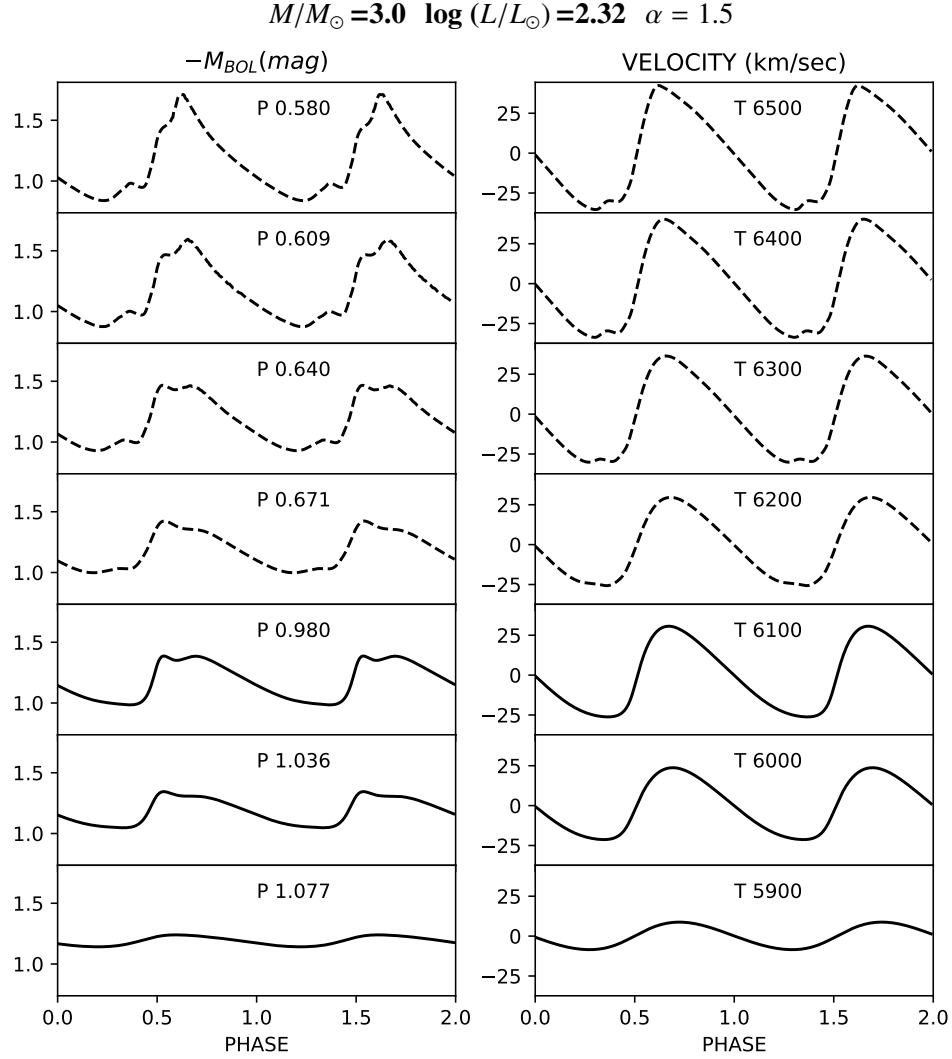 M/M⊙ =3.0 log (L/L⊙) =2.32 α = 1.5
−M_BOL(mag) VELOCITY (km/sec)
P 0.580 T 6500
1.5 25
1.0 0
−25
P 0.609 T 6400
1.5 25
1.0 0
−25
P 0.640 T 6300
1.5 25
1.0 0
−25
P 0.671 T 6200
1.5 25
1.0 0
−25
P 0.980 T 6100
1.5 25
1.0 0
−25
P 1.036 T 6000
1.5 25
1.0 0
−25
P 1.077 T 5900
1.5 25
1.0 0
−25
0.0 0.5 1.0 1.5 2.0 0.0 0.5 1.0 1.5 2.0
PHASE PHASE